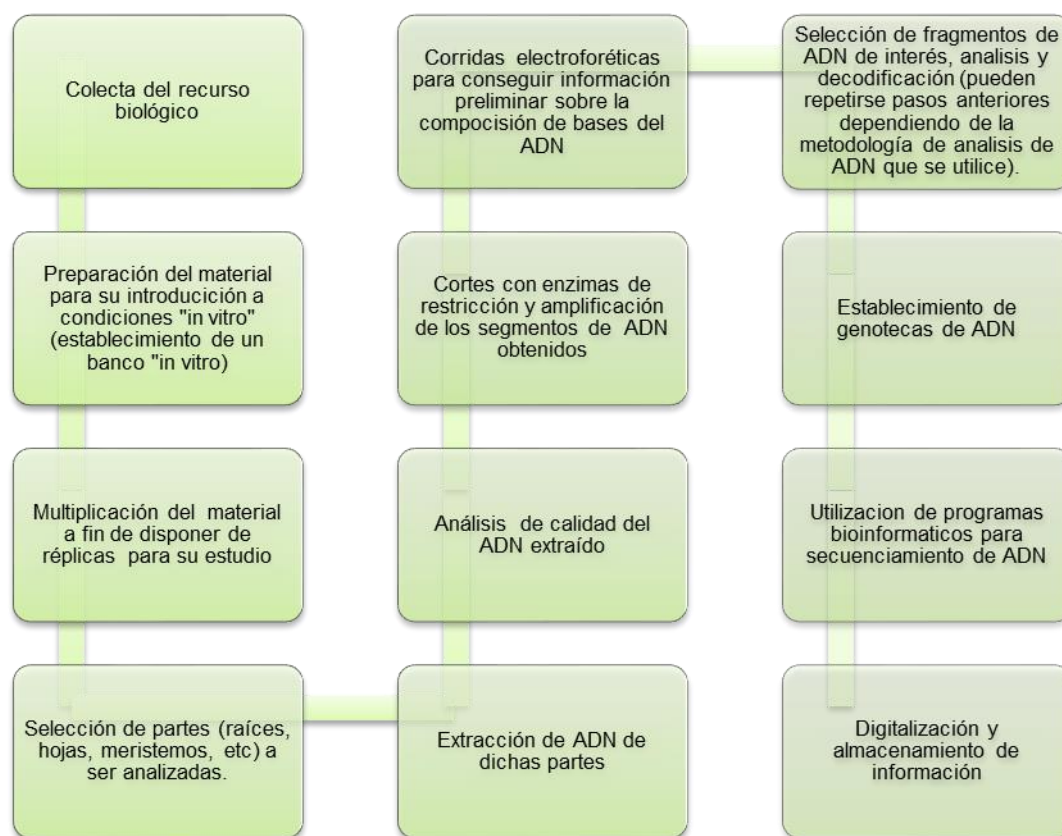 Colecta del recurso
biológico
Preparación del material
para su introducición a
condiciones "in vitro"
(establecimiento de un
banco "in vitro)
Multiplicación del material
a fin de disponer de
réplicas para su estudio
Selección de partes (raíces,
hojas, meristemos, etc) a
ser analizadas.
Extracción de ADN de
dichas partes
Análisis de calidad del
ADN extraído
Cortes con enzimas de
restricción y amplificación
de los segmentos de ADN
obtenidos
Corridas electroforéticas
para conseguir información
preliminar sobre la
compocisión de bases del
ADN
Selección de fragmentos de
ADN de interés, analisis y
decodificación (pueden
repetirse pasos anteriores
dependiendo de la
metodología de analisis de
ADN que se utilice).
Establecimiento de
genotecas de ADN
Utilizacion de programas
bioinformaticos para
secuenciamiento de ADN
Digitalización y
almacenamiento de
información